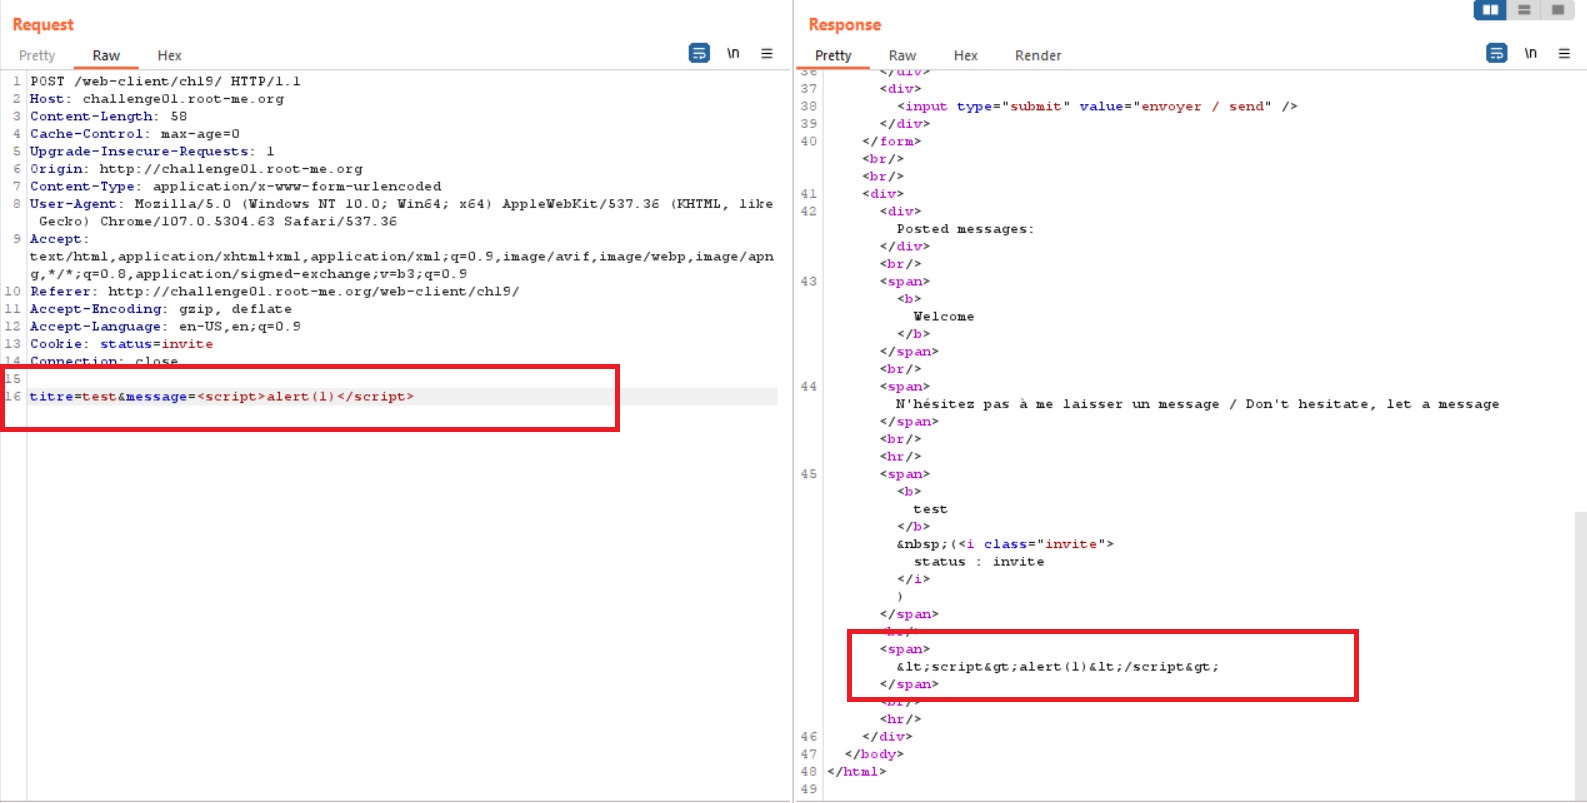 Request
Pretty Raw Hex \n
1 POST /web-client/ch19/ HTTP/1.1
2 Host: challenge01.root-me.org
3 Content-Length: 58
4 Cache-Control: max-age=0
5 Upgrade-Insecure-Requests: 1
6 Origin: http://challenge01.root-me.org
7 Content-Type: application/x-www-form-urlencoded
8 User-Agent: Mozilla/5.0 (Windows NT 10.0; Win64; x64) AppleWebKit/537.36 (KHTML, like
Gecko) Chrome/107.0.5304.63 Safari/537.36
9 Accept:
text/html,application/xhtml+xml,application/xml;q=0.9,image/avif,image/webp,image/apn
g,*/*;q=0.8,application/signed-exchange;v=b3;q=0.9
10 Referer: http://challenge01.root-me.org/web-client/ch19/
11 Accept-Encoding: gzip, deflate
12 Accept-Language: en-US,en;q=0.9
13 Cookie: status=invite
14 Connection: close
15
16 titre=test&message=<script>alert(1)</script>
Response
Pretty Raw Hex Render \n
36 </div>
37 <div>
38 <input type="submit" value="envoyer / send" />
39 </div>
40 </form>
<br/>
<br/>
41 <div>
42 <div>
Posted messages:
</div>
<br/>
43 <span>
<b>
Welcome
</b>
</span>
<br/>
44 <span>
N'hésitez pas à me laisser un message / Don't hesitate, let a message
</span>
<br/>
<hr/>
45 <span>
<b>
test
</b>
&nbsp;(<i class="invite">
status : invite
</i>
)
</span>
<br/>
<span>
&lt;script&gt;alert(1)&lt;/script&gt;
</span>
<br/>
<hr/>
46 </div>
47 </body>
48 </html>
49